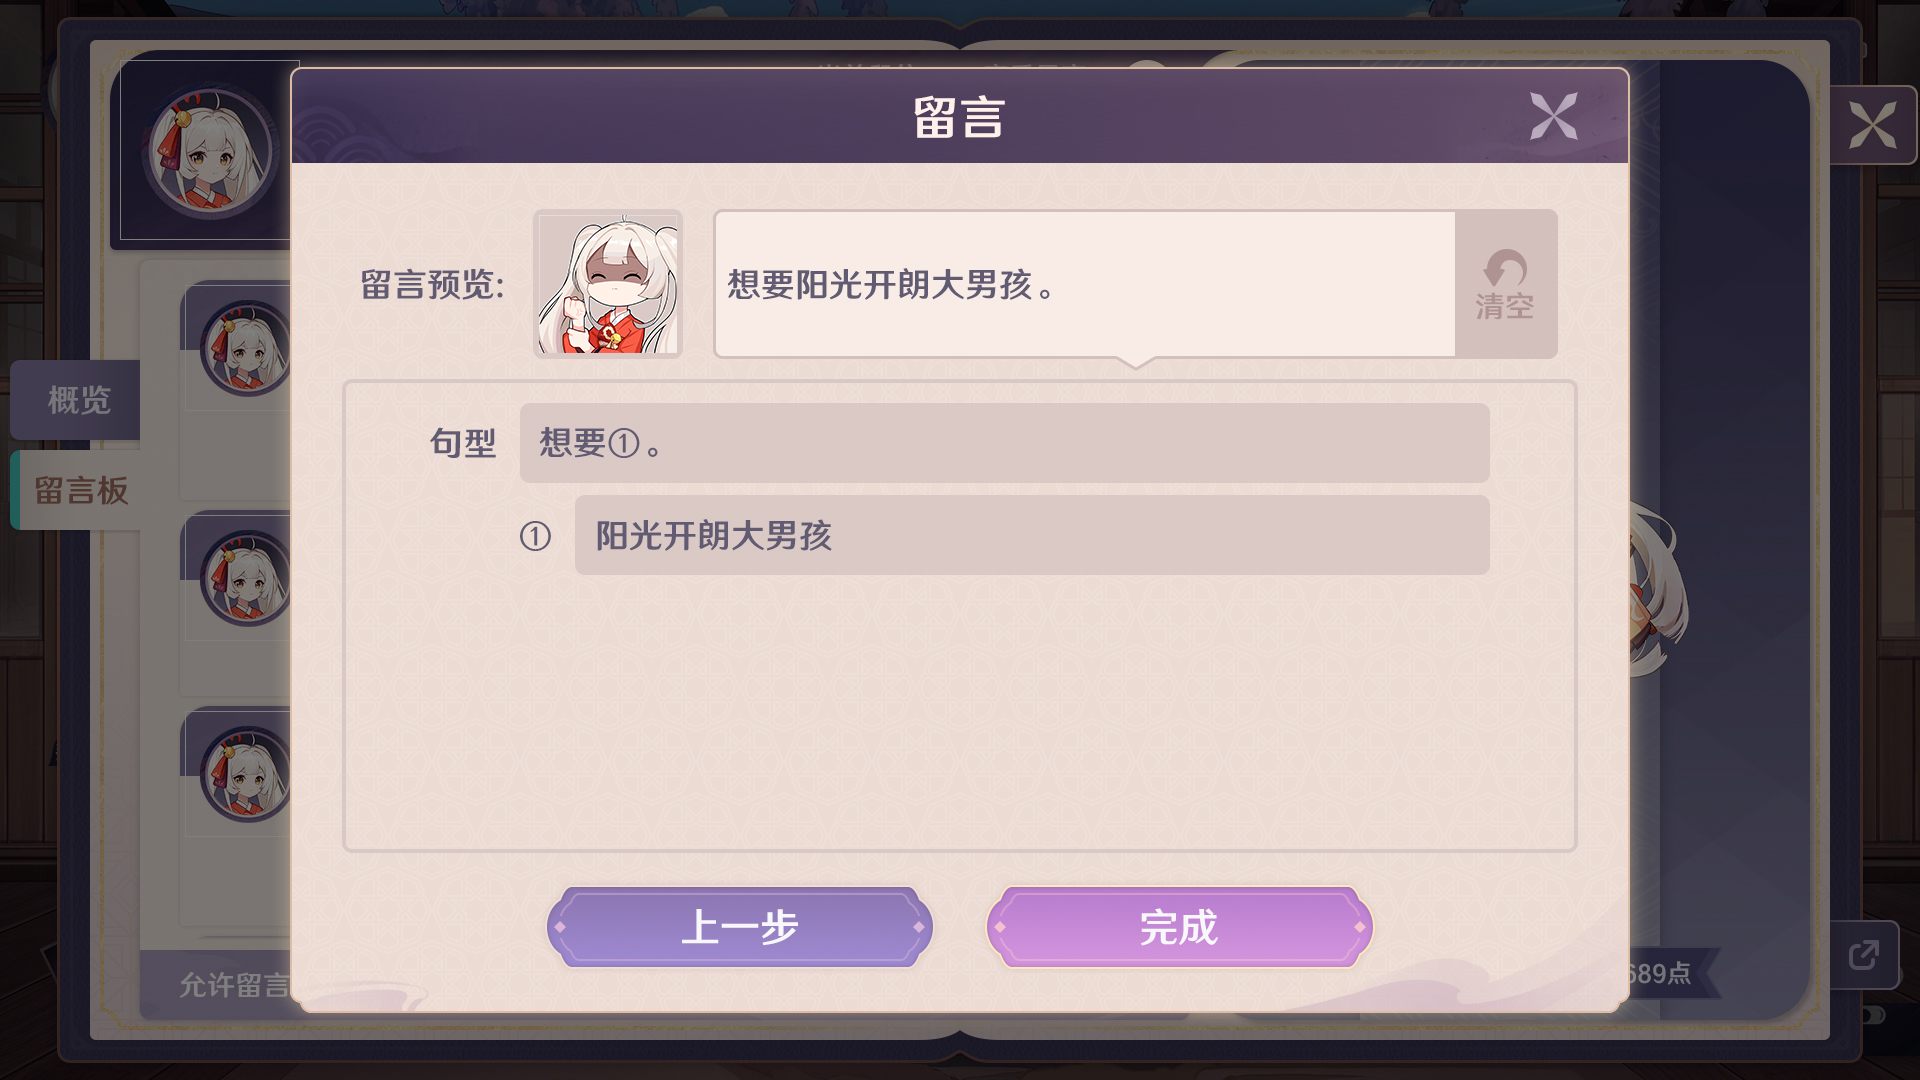 留言
留言预览:
想要阳光开朗大男孩。
清空
概览
句型
想要①。
留言板
①
阳光开朗大男孩
上一步
完成
允许留言
689点